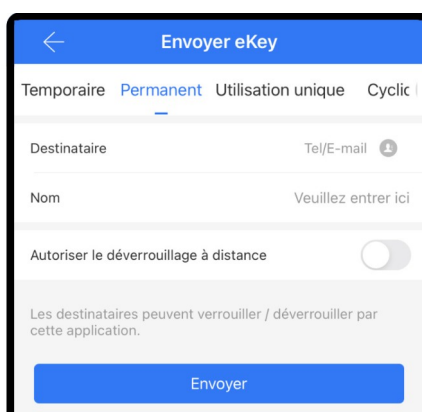 Envoyer eKey
Temporaire Permanent Utilisation unique Cyclic
Destinataire Tel/E-mail
Nom Veuillez entrer ici
Autoriser le déverrouillage à distance
Les destinataires peuvent verrouiller / déverrouiller par
cette application.
Envoyer